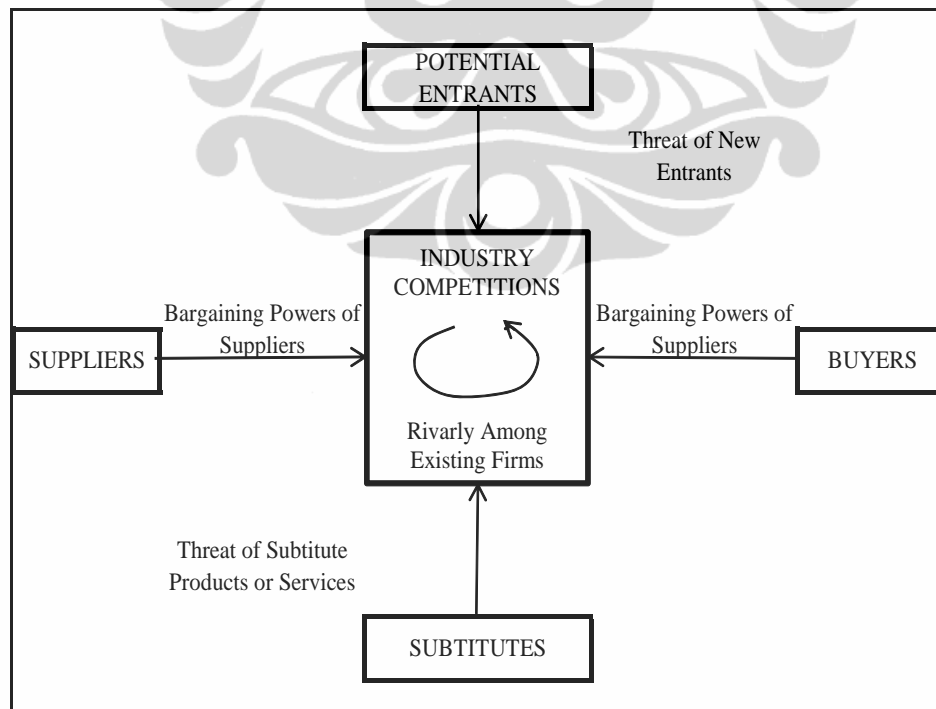 POTENTIAL
ENTRANTS
Threat of New
Entrants
INDUSTRY
COMPETITIONS
Bargaining Powers of
Suppliers
Bargaining Powers of
Suppliers
SUPPLIERS
BUYERS
Rivarly Among
Existing Firms
Threat of Subtitute
Products or Services
SUBTITUTES